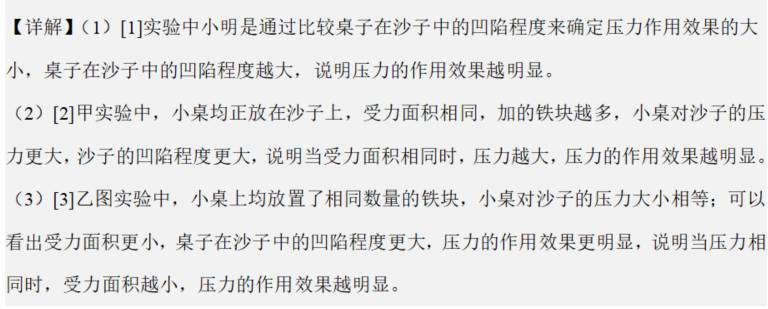 【详解】（1）[1]实验中小明是通过比较桌子在沙子中的凹陷程度来确定压力作用效果的大
小，桌子在沙子中的凹陷程度越大，说明压力的作用效果越明显。
（2）[2]甲实验中，小桌均正放在沙子上，受力面积相同，加的铁块越多，小桌对沙子的压
力更大，沙子的凹陷程度更大，说明当受力面积相同时，压力越大，压力的作用效果越明显。
（3）[3]乙图实验中，小桌上均放置了相同数量的铁块，小桌对沙子的压力大小相等；可以
看出受力面积更小，桌子在沙子中的凹陷程度更大，压力的作用效果更明显，说明当压力相
同时，受力面积越小，压力的作用效果越明显。